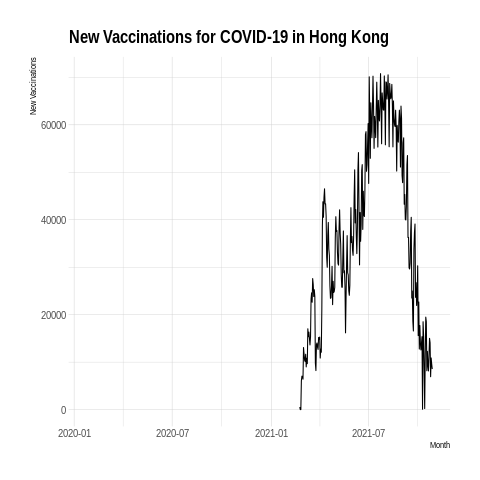 New Vaccinations for COVID-19 in Hong Kong
New Vaccinations
60000
40000
20000
0
2020-01 2020-07 2021-01 2021-07
Month